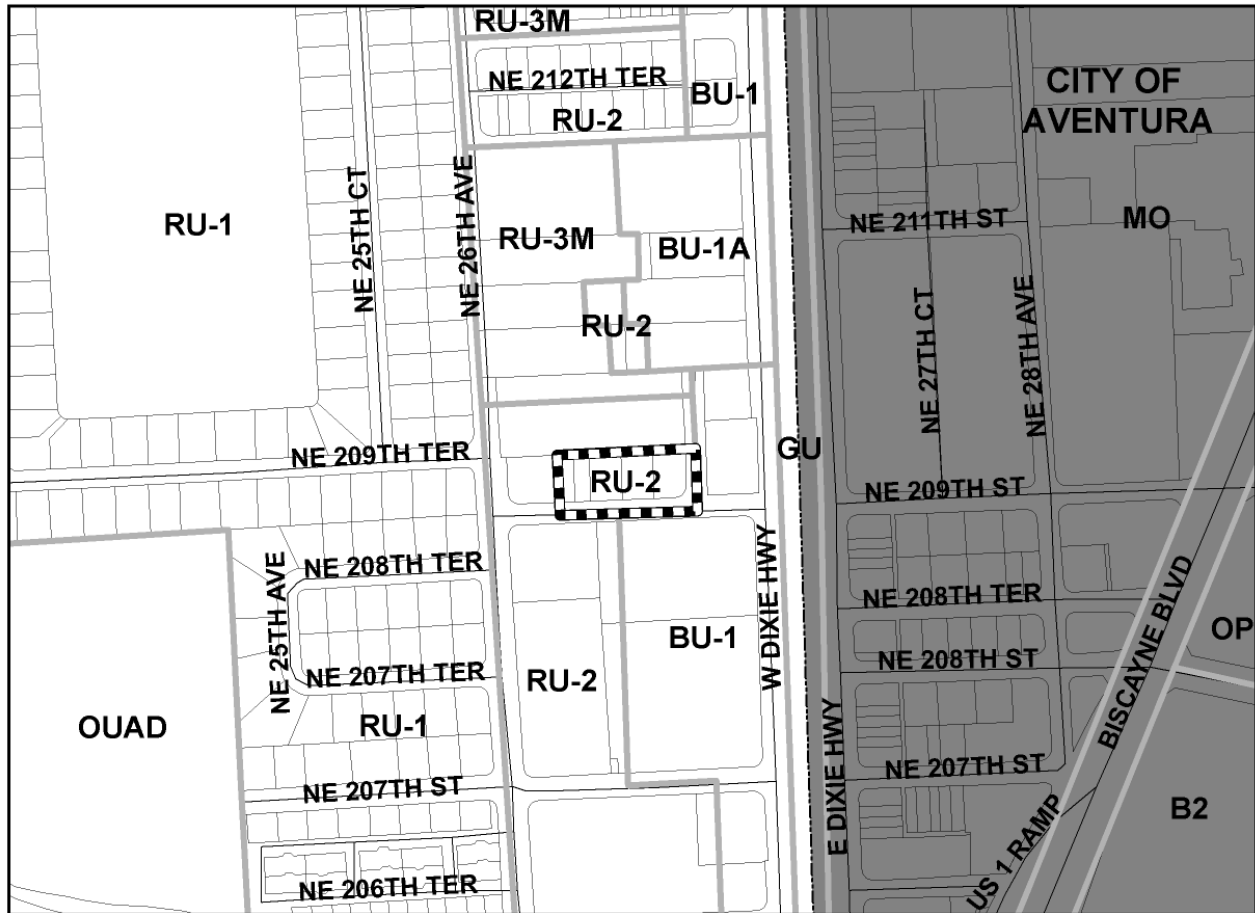 RU-3M
NE 212TH TER
BU-1
RU-2
CITY OF
AVENTURA
RU-1
NE 25TH CT
NE 26TH AVE
RU-3M
BU-1A
NE 211TH ST
MO
RU-2
NE 27TH CT
NE 28TH AVE
NE 209TH TER
GU
RU-2
NE 209TH ST
NE 25TH AVE
NE 208TH TER
W DIXIE HWY
NE 208TH TER
BISCAYNE BLVD
OP
BU-1
NE 208TH ST
NE 207TH TER
RU-2
OUAD
RU-1
E DIXIE HWY
NE 207TH ST
NE 207TH ST
B2
US 1 RAMP
NE 206TH TER